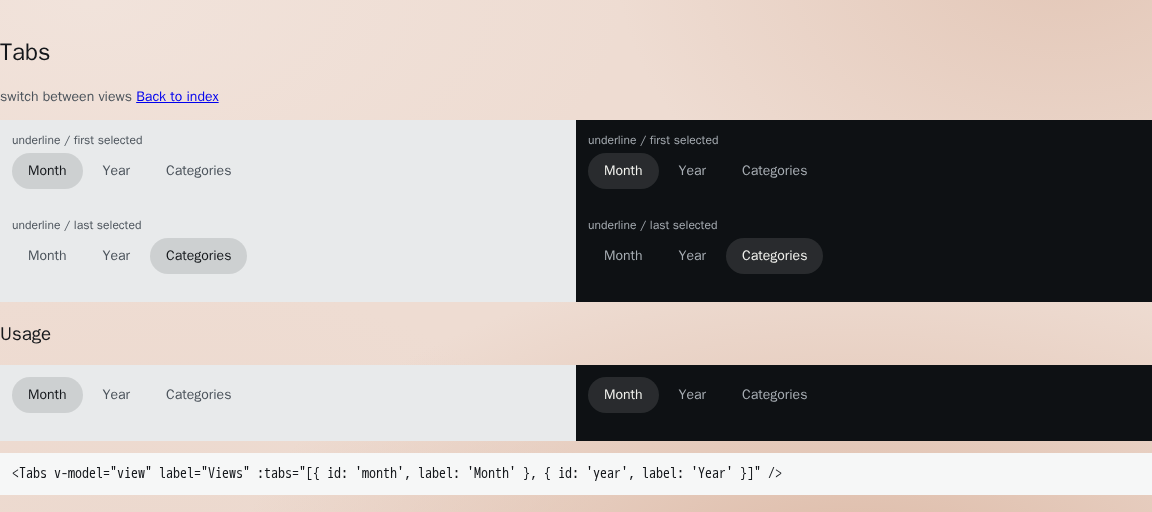 Tabs
switch between views Back to index
underline / first selected
Month Year Categories
underline / last selected
Month Year Categories
underline / first selected
Month Year Categories
underline / last selected
Month Year Categories
Usage
Month Year Categories
Month Year Categories
<Tabs v-model="view" label="Views" :tabs="[{ id: 'month', label: 'Month' }, { id: 'year', label: 'Year' }]" />